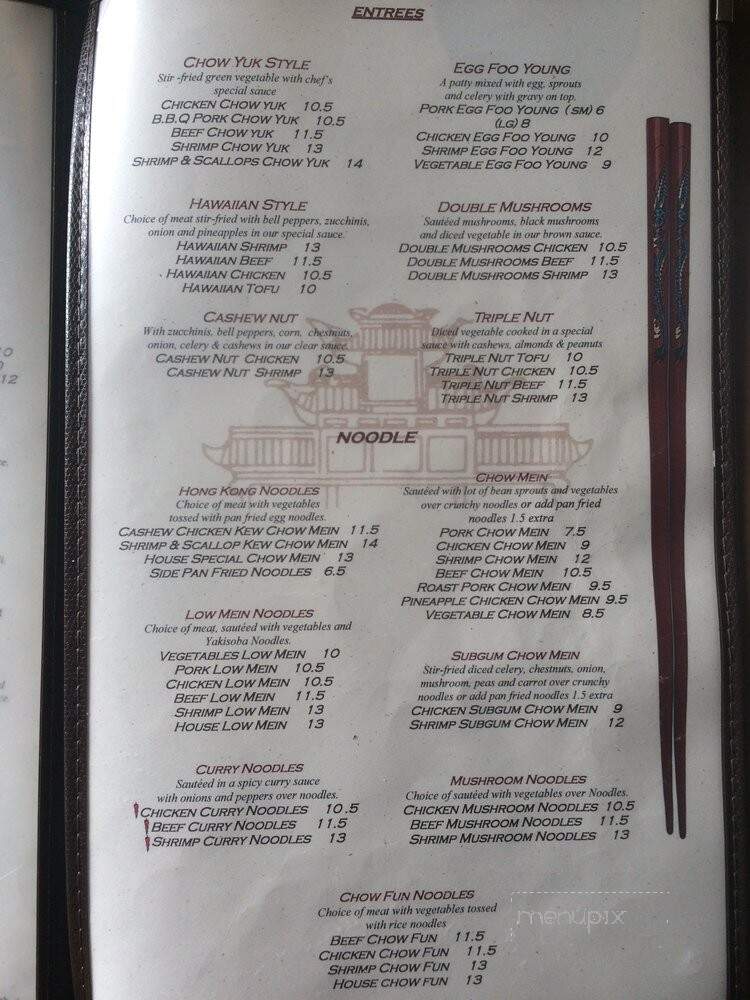 ENTREES
CHOW YUK STYLE
Stir -fried green vegetable with chef's
special sauce
CHICKEN CHOW YUK 10.5
B.B.Q PORK CHOW YUK 10.5
BEEF CHOW YUK 11.5
SHRIMP CHOW YUK 13
SHRIMP & SCALLOPS CHOW YUK 14
EGG FOO YOUNG
A patty mixed with egg, sprouts
and celery with gravy on top.
PORK EGG FOO YOUNG (SM) 6
(LG) 8
CHICKEN EGG FOO YOUNG 10
SHRIMP EGG FOO YOUNG 12
VEGETABLE EGG FOO YOUNG 9
HAWAIIAN STYLE
Choice of meat stir-fried with bell peppers, zucchinis,
onion and pineapples in our special sauce.
HAWAIIAN SHRIMP 13
HAWAIIAN BEEF 11.5
HAWAIIAN CHICKEN 10.5
HAWAIIAN TOFU 10
DOUBLE MUSHROOMS
Sautéed mushrooms, black mushrooms
and diced vegetable in our brown sauce.
DOUBLE MUSHROOMS CHICKEN 10.5
DOUBLE MUSHROOMS BEEF 11.5
DOUBLE MUSHROOMS SHRIMP 13
CASHEW NUT
With zucchinis, bell peppers, corn, chestnuts,
onion, celery & cashews in our clear sauce.
CASHEW NUT CHICKEN 10.5
CASHEW NUT SHRIMP 13
TRIPLE NUT
Diced vegetable cooked in a special
sauce with cashews, almonds & peanuts
TRIPLE NUT TOFU 10
TRIPLE NUT CHICKEN 10.5
TRIPLE NUT BEEF 11.5
TRIPLE NUT SHRIMP 13
NOODLE
HONG KONG NOODLES
Choice of meat with vegetables
tossed with pan fried egg noodles.
CASHEW CHICKEN KEW CHOW MEIN 11.5
SHRIMP & SCALLOP KEW CHOW MEIN 14
HOUSE SPECIAL CHOW MEIN 13
SIDE PAN FRIED NOODLES 6.5
CHOW MEIN
Sautéed with lot of bean sprouts and vegetables
over crunchy noodles or add pan fried
noodles 1.5 extra
PORK CHOW MEIN 7.5
CHICKEN CHOW MEIN 9
SHRIMP CHOW MEIN 12
BEEF CHOW MEIN 10.5
ROAST PORK CHOW MEIN 9.5
PINEAPPLE CHICKEN CHOW MEIN 9.5
VEGETABLE CHOW MEIN 8.5
LOW MEIN NOODLES
Choice of meat, sautéed with vegetables and
Yakisoba Noodles.
VEGETABLES LOW MEIN 10
PORK LOW MEIN 10.5
CHICKEN LOW MEIN 10.5
BEEF LOW MEIN 11.5
SHRIMP LOW MEIN 13
HOUSE LOW MEIN 13
SUBGUM CHOW MEIN
Stir-fried diced celery, chestnuts, onion,
mushroom, peas and carrot over crunchy
noodles or add pan fried noodles 1.5 extra
CHICKEN SUBGUM CHOW MEIN 9
SHRIMP SUBGUM CHOW MEIN 12
CURRY NOODLES
Sautéed in a spicy curry sauce
with onions and peppers over noodles.
CHICKEN CURRY NOODLES 10.5
BEEF CURRY NOODLES 11.5
SHRIMP CURRY NOODLES 13
MUSHROOM NOODLES
Choice of sautéed with vegetables over Noodles.
CHICKEN MUSHROOM NOODLES 10.5
BEEF MUSHROOM NOODLES 11.5
SHRIMP MUSHROOM NOODLES 13
CHOW FUN NOODLES
Choice of meat with vegetables tossed
with rice noodles
BEEF CHOW FUN 11.5
CHICKEN CHOW FUN 11.5
SHRIMP CHOW FUN 13
HOUSE CHOW FUN 13
menupix
12